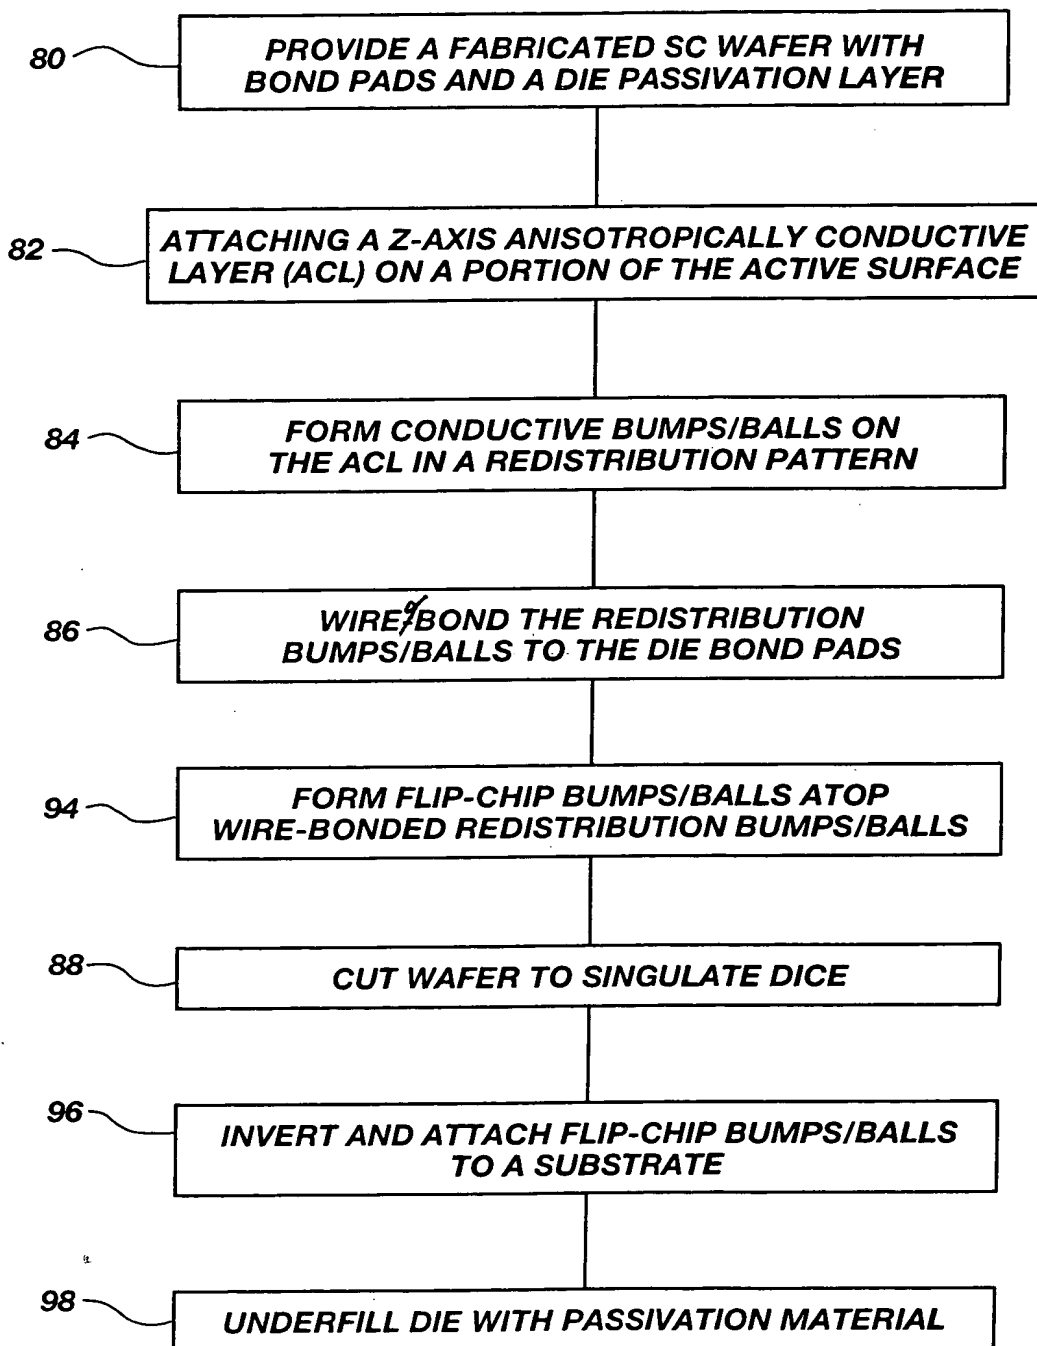 80
PROVIDE A FABRICATED SC WAFER WITH
BOND PADS AND A DIE PASSIVATION LAYER
82
ATTACHING A Z-AXIS ANISOTROPICALLY CONDUCTIVE
LAYER (ACL) ON A PORTION OF THE ACTIVE SURFACE
84
FORM CONDUCTIVE BUMPS/BALLS ON
THE ACL IN A REDISTRIBUTION PATTERN
86
WIRE-BOND THE REDISTRIBUTION
BUMPS/BALLS TO THE DIE BOND PADS
94
FORM FLIP-CHIP BUMPS/BALLS ATOP
WIRE-BONDED REDISTRIBUTION BUMPS/BALLS
88
CUT WAFER TO SINGULATE DICE
96
INVERT AND ATTACH FLIP-CHIP BUMPS/BALLS
TO A SUBSTRATE
98
UNDERFILL DIE WITH PASSIVATION MATERIAL